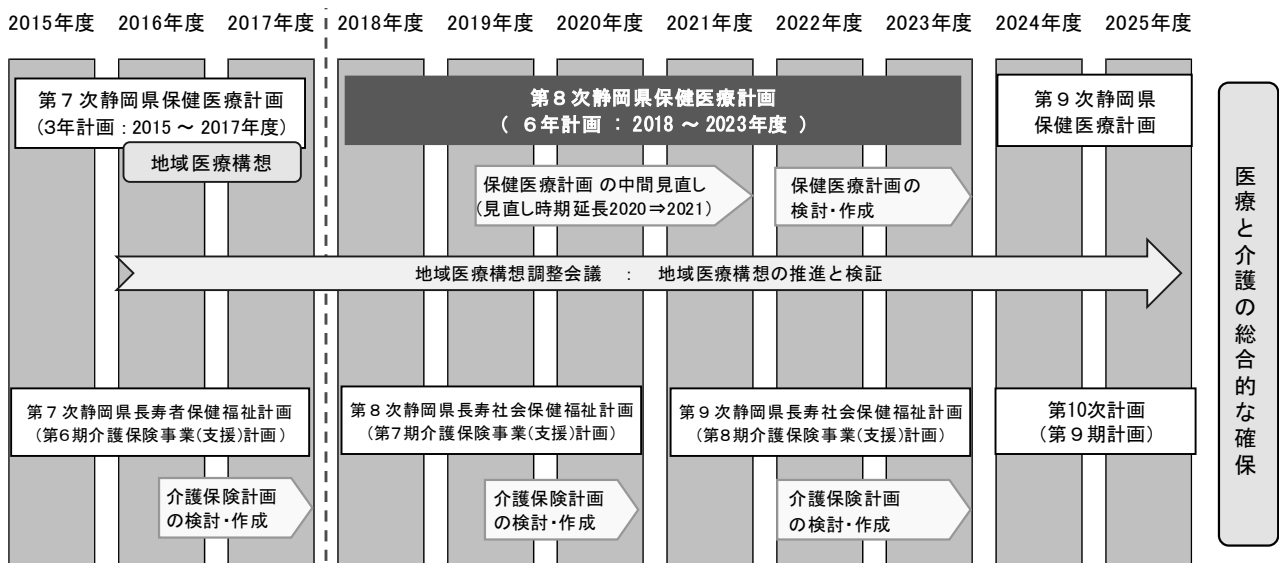 2015年度 2016年度 2017年度 2018年度 2019年度 2020年度 2021年度 2022年度 2023年度 2024年度 2025年度
第7次静岡県保健医療計画
(3年計画：2015 ～ 2017年度)
地域医療構想
第8次静岡県保健医療計画
( 6年計画 ： 2018 ～ 2023年度 )
第9次静岡県
保健医療計画
保健医療計画 の中間見直し
(見直し時期延長2020⇒2021)
保健医療計画の
検討・作成
地域医療構想調整会議 ： 地域医療構想の推進と検証
第7次静岡県長寿者保健福祉計画
(第6期介護保険事業(支援)計画)
第8次静岡県長寿社会保健福祉計画
(第7期介護保険事業(支援)計画)
第9次静岡県長寿社会保健福祉計画
(第8期介護保険事業(支援)計画)
第10次計画
(第9期計画)
介護保険計画
の検討・作成
介護保険計画
の検討・作成
介護保険計画
の検討・作成
医療と介護の総合的な確保